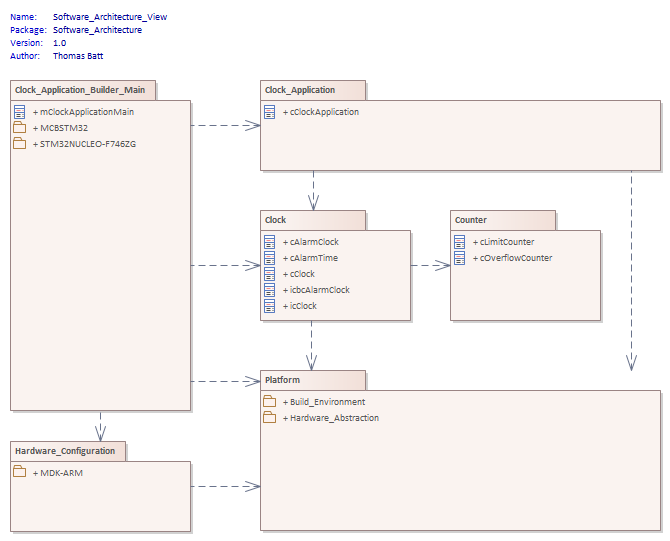 Name: Software_Architecture_View
Package: Software_Architecture
Version: 1.0
Author: Thomas Batt
Clock_Application_Builder_Main
+ mClockApplicationMain
+ MCBSTM32
+ STM32NUCLEO-F746ZG
Clock_Application
+ cClockApplication
Clock
+ cAlarmClock
+ cAlarmTime
+ cClock
+ icbcAlarmClock
+ icClock
Counter
+ cLimitCounter
+ cOverflowCounter
Platform
+ Build_Environment
+ Hardware_Abstraction
Hardware_Configuration
+ MDK-ARM